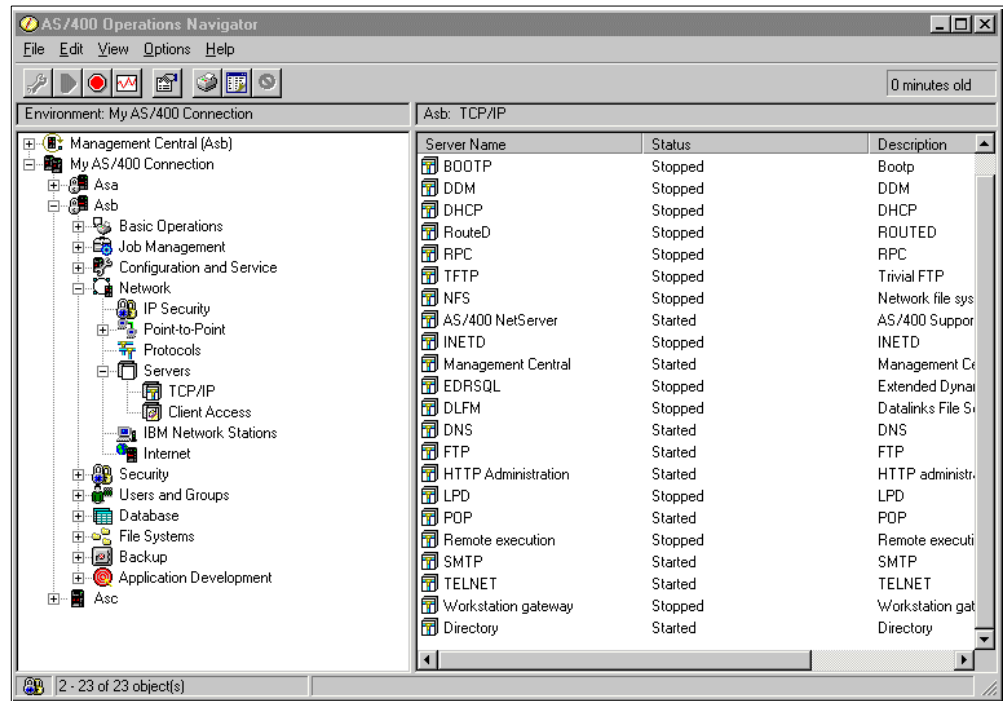 AS/400 Operations Navigator
File Edit View Options Help
0 minutes old
Environment: My AS/400 Connection
Asb: TCP/IP
Management Central (Asb)
My AS/400 Connection
Asa
Asb
Basic Operations
Job Management
Configuration and Service
Network
IP Security
Point-to-Point
Protocols
Servers
TCP/IP
Client Access
IBM Network Stations
Internet
Security
Users and Groups
Database
File Systems
Backup
Application Development
Asc
Server Name Status Description
BOOTP Stopped Bootp
DDM Stopped DDM
DHCP Stopped DHCP
RouteD Stopped ROUTED
RPC Stopped RPC
TFTP Stopped Trivial FTP
NFS Stopped Network file sys
AS/400 NetServer Started AS/400 Suppor
INETD Stopped INETD
Management Central Started Management Ce
EDRSQL Stopped Extended Dynar
DLFM Stopped Datalinks File S
DNS Started DNS
FTP Started FTP
HTTP Administration Started HTTP administr
LPD Stopped LPD
POP Started POP
Remote execution Stopped Remote executi
SMTP Started SMTP
TELNET Started TELNET
Workstation gateway Stopped Workstation gat
Directory Started Directory
2 - 23 of 23 object(s)